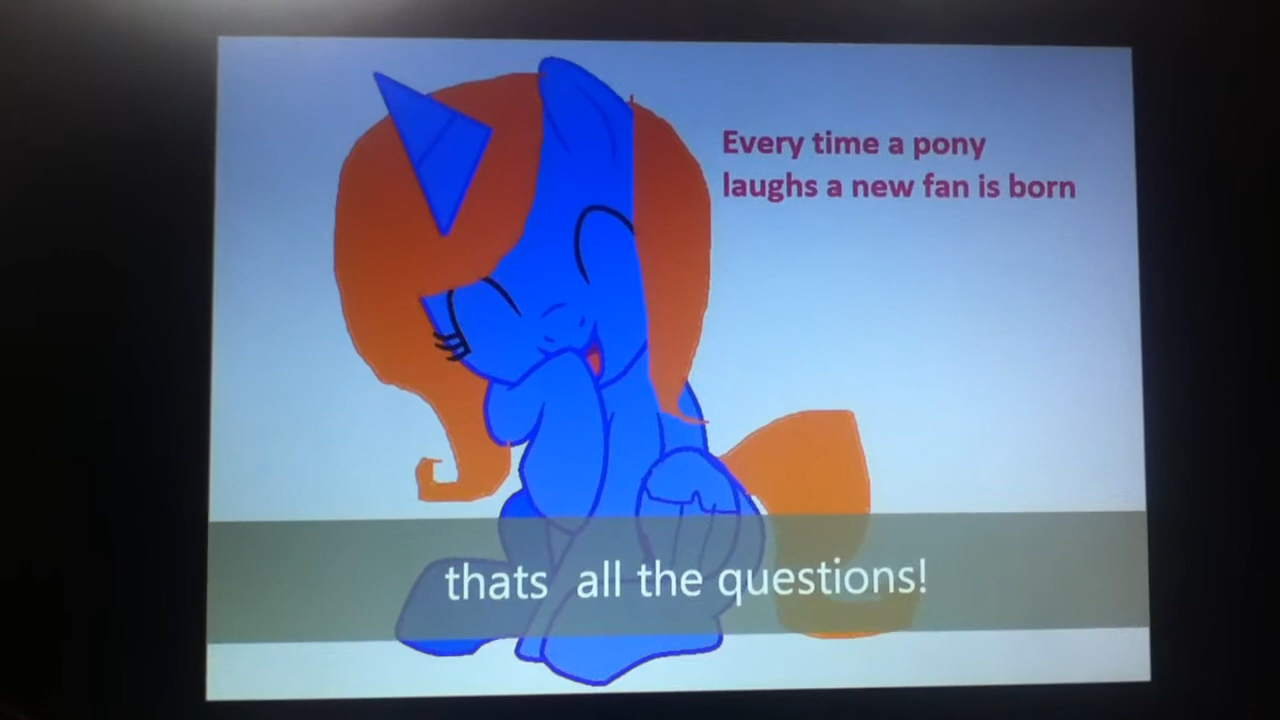 Every time a pony
laughs a new fan is born
thats  all the questions!